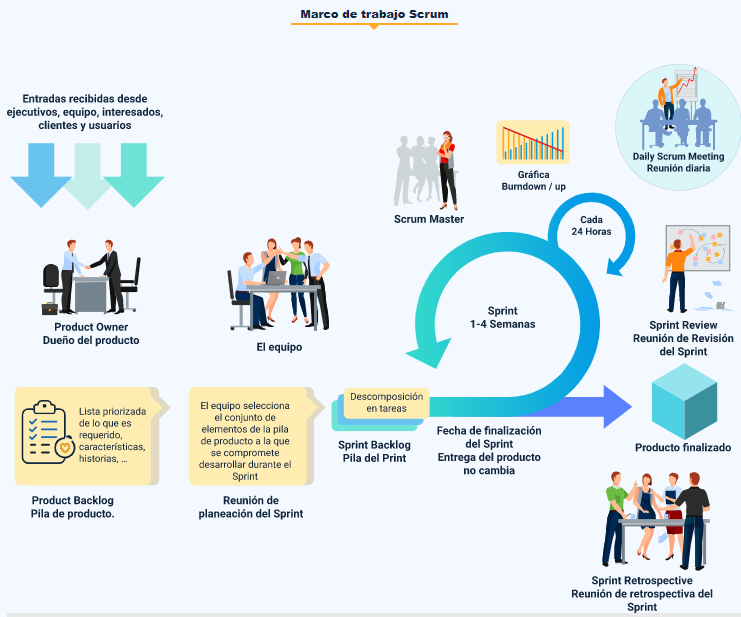 Marco de trabajo Scrum
Entradas recibidas desde
ejecutivos, equipo, interesados,
clientes y usuarios
Product Owner
Dueño del producto
El equipo
Scrum Master
Gráfica
Burndown / up
Daily Scrum Meeting
Reunión diaria
Cada
24 Horas
Sprint
1-4 Semanas
Sprint Review
Reunión de Revisión
del Sprint
Lista priorizada
de lo que es
requerido,
características,
historias, ...
Product Backlog
Pila de producto.
El equipo selecciona
el conjunto de
elementos de la pila
de producto a la que
se compromete
desarrollar durante el
Sprint
Reunión de
planeación del Sprint
Descomposición
en tareas
Sprint Backlog
Pila del Print
Fecha de finalización
del Sprint
Entrega del producto
no cambia
Producto finalizado
Sprint Retrospective
Reunión de retrospectiva del
Sprint